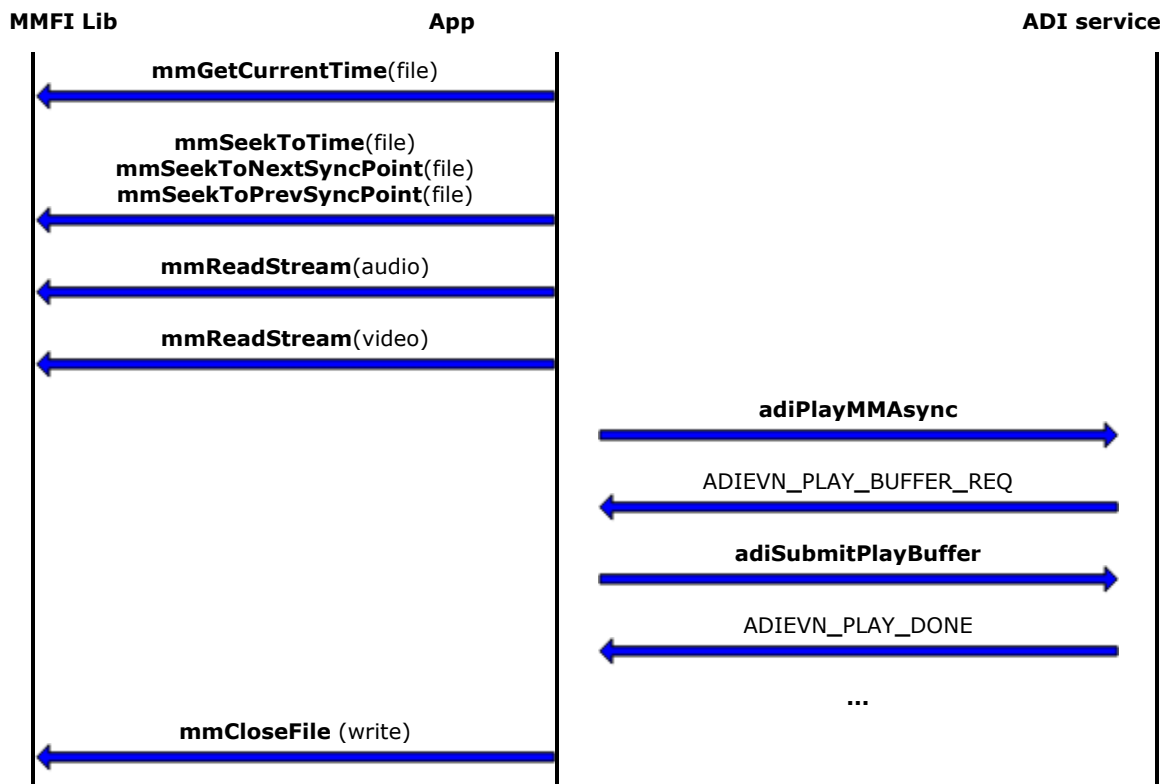 MMFI Lib App ADI service
mmGetCurrentTime(file)
mmSeekToTime(file)
mmSeekToNextSyncPoint(file)
mmSeekToPrevSyncPoint(file)
mmReadStream(audio)
mmReadStream(video)
adiPlayMMAsync
ADIEVN_PLAY_BUFFER_REQ
adiSubmitPlayBuffer
ADIEVN_PLAY_DONE
...
mmCloseFile (write)